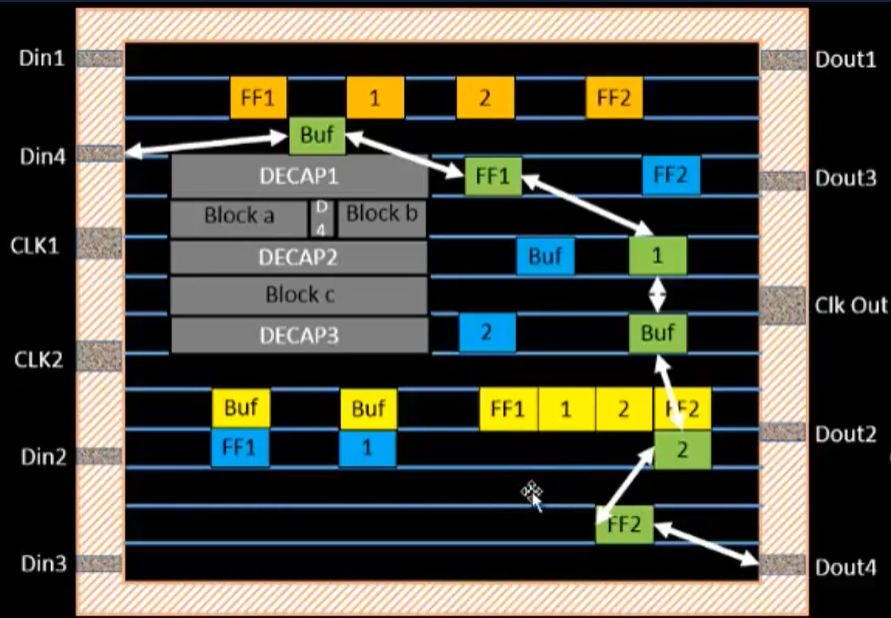 Din1
Dout1
FF1 1 2 FF2
Buf
Din4
DECAP1
FF1
FF2
Dout3
Block a
D
4
Block b
CLK1
DECAP2
Buf
1
Block c
Clk Out
DECAP3
2
Buf
CLK2
Buf
Buf
FF1 1 2 FF2
Dout2
FF1
1
2
Din2
FF2
Din3
Dout4